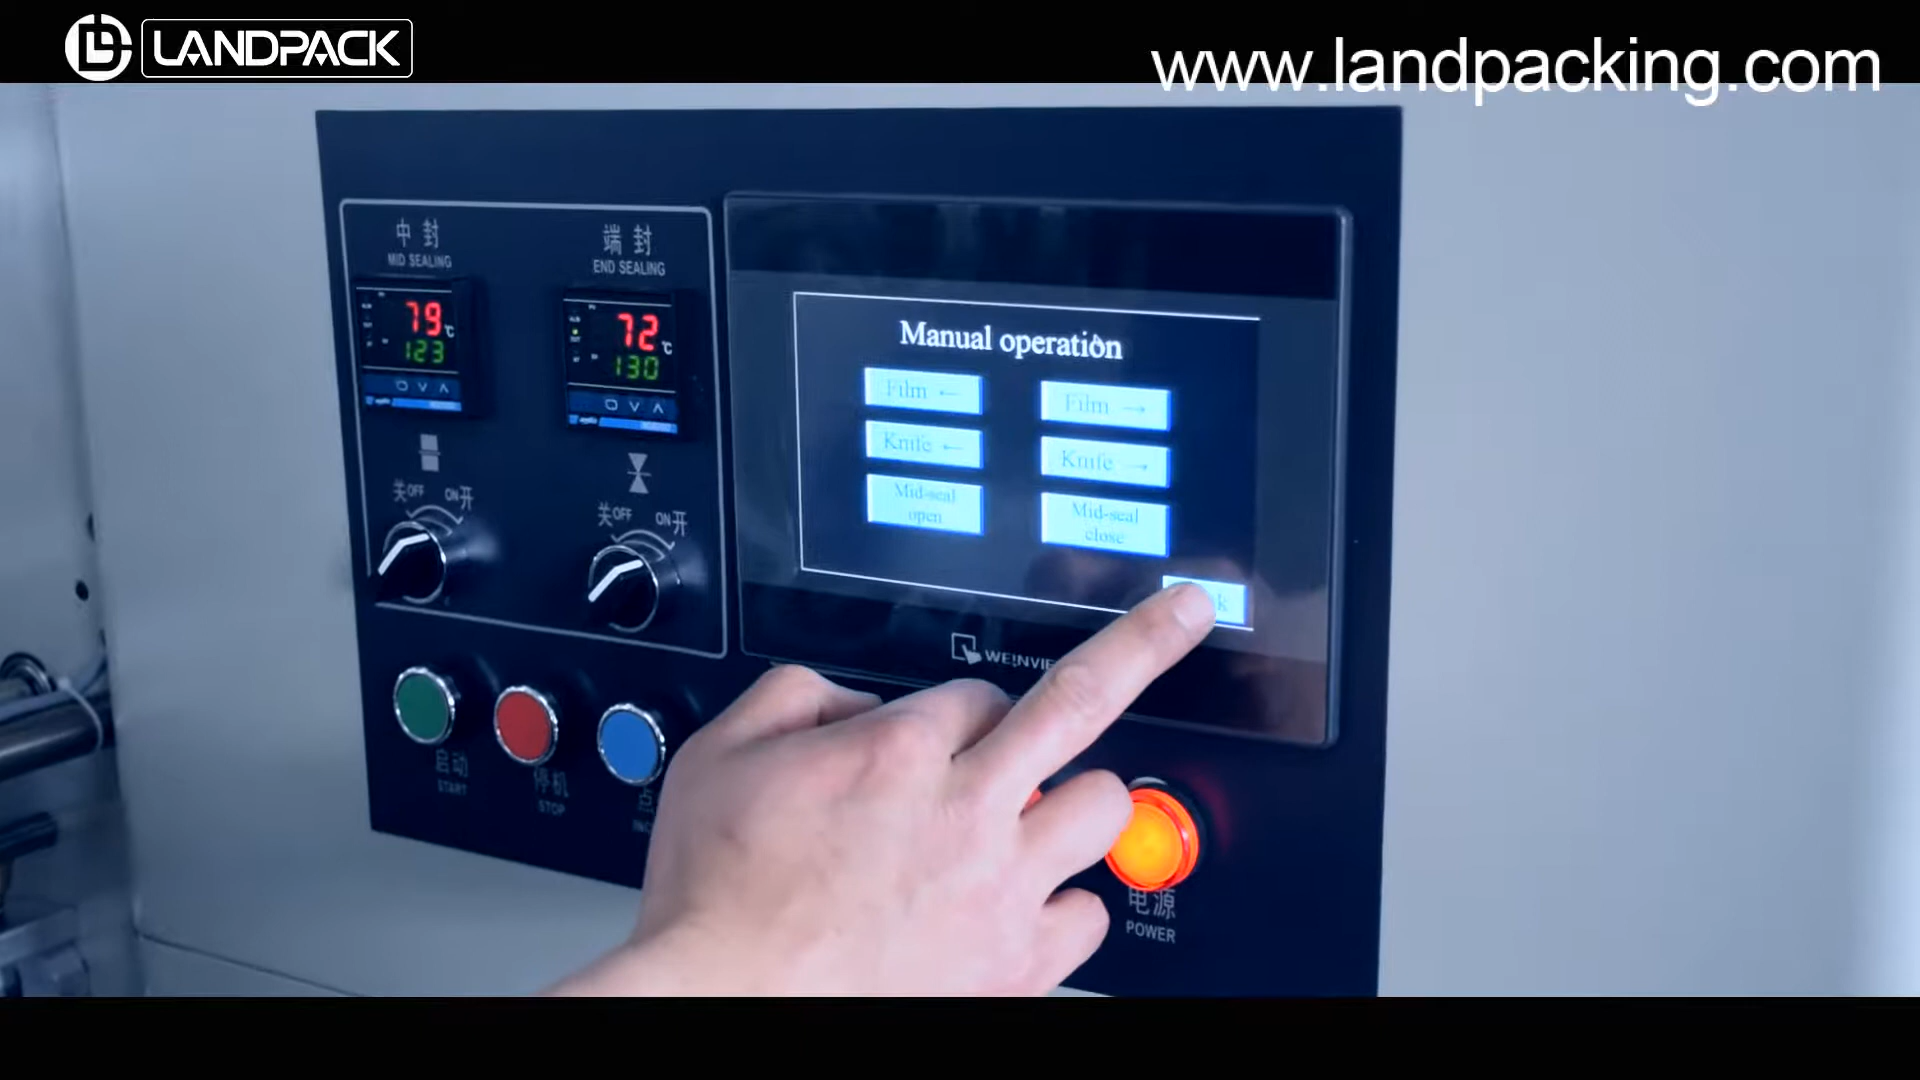 LANDPACK
www.landpacking.com
中封
MID SEALING
端封
END SEALING
79 °C
123
72 °C
130
关OFF ON开
关OFF ON开
Manual operation
Film ←
Film →
Knife ←
Knife →
Mid-seal
open
Mid-seal
close
启动
START
停机
STOP
电源
POWER